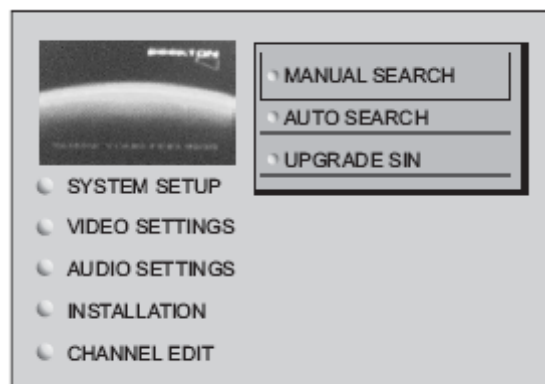 SYSTEM SETUP
VIDEO SETTINGS
AUDIO SETTINGS
INSTALLATION
CHANNEL EDIT
MANUAL SEARCH
AUTO SEARCH
UPGRADE SIN